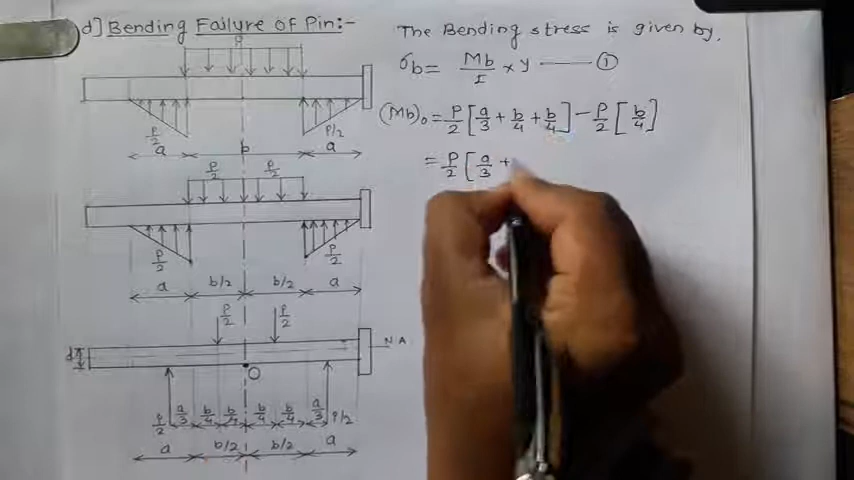 d] Bending Failure of Pin:-
P
P/2
P/2
a
b
a
P/2
P/2
P/2
P/2
a
b/2
b/2
a
P/2
P/2
d
N A
O
P/2
a/3
b/4
b/4
b/4
b/4
a/3
P/2
a
b/2
b/2
a
The Bending stress is given by,
σb = Mb/I × y —— ①
(Mb)o = P/2 [a/3 + b/4 + b/4] - P/2 [b/4]
= P/2 [a/3 +